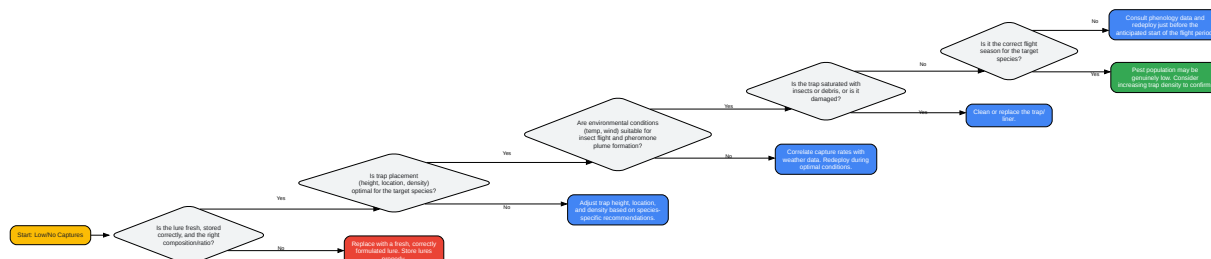 Start: Low/No Captures
Is the lure fresh, stored
correctly, and the right
composition/ratio?
Yes
No
Replace with a fresh, correctly
formulated lure. Store lures
Is trap placement
(height, location, density)
optimal for the target species?
Yes
No
Adjust trap height, location,
and density based on species-
specific recommendations.
Are environmental conditions
(temp, wind) suitable for
insect flight and pheromone
plume formation?
Yes
No
Correlate capture rates with
weather data. Redeploy during
optimal conditions.
Is the trap saturated with
insects or debris, or is it
damaged?
No
Yes
Clean or replace the trap/
liner.
Is it the correct flight
season for the target
species?
No
Yes
Consult phenology data and
redeploy just before the
anticipated start of the flight period
Pest population may be
genuinely low. Consider
increasing trap density to confirm